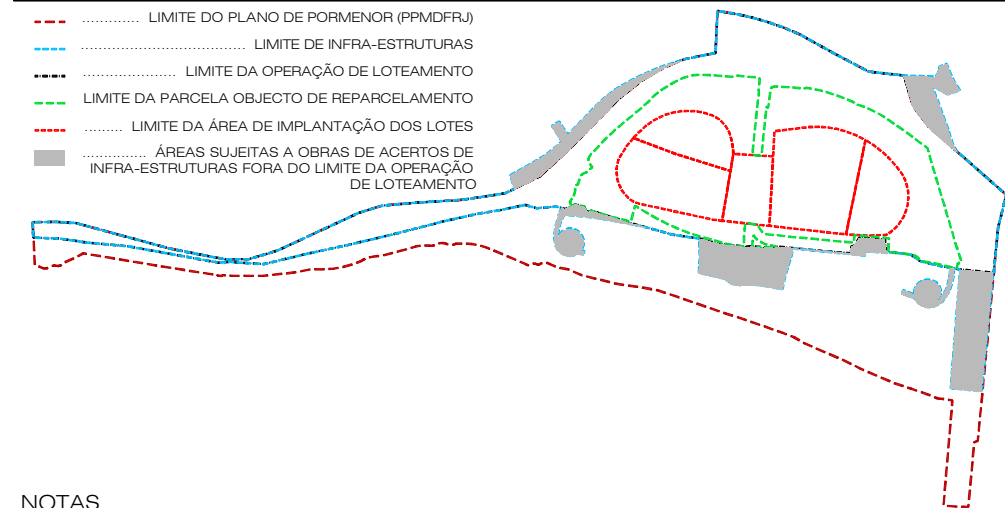 ............. LIMITE DO PLANO DE PORMENOR (PPMDFRJ)
..................................... LIMITE DE INFRA-ESTRUTURAS
..................... LIMITE DA OPERAÇÃO DE LOTEAMENTO
LIMITE DA PARCELA OBJECTO DE REPARCELAMENTO
......... LIMITE DA ÁREA DE IMPLANTAÇÃO DOS LOTES
............... ÁREAS SUJEITAS A OBRAS DE ACERTOS DE
INFRA-ESTRUTURAS FORA DO LIMITE DA OPERAÇÃO
DE LOTEAMENTO
NOTAS